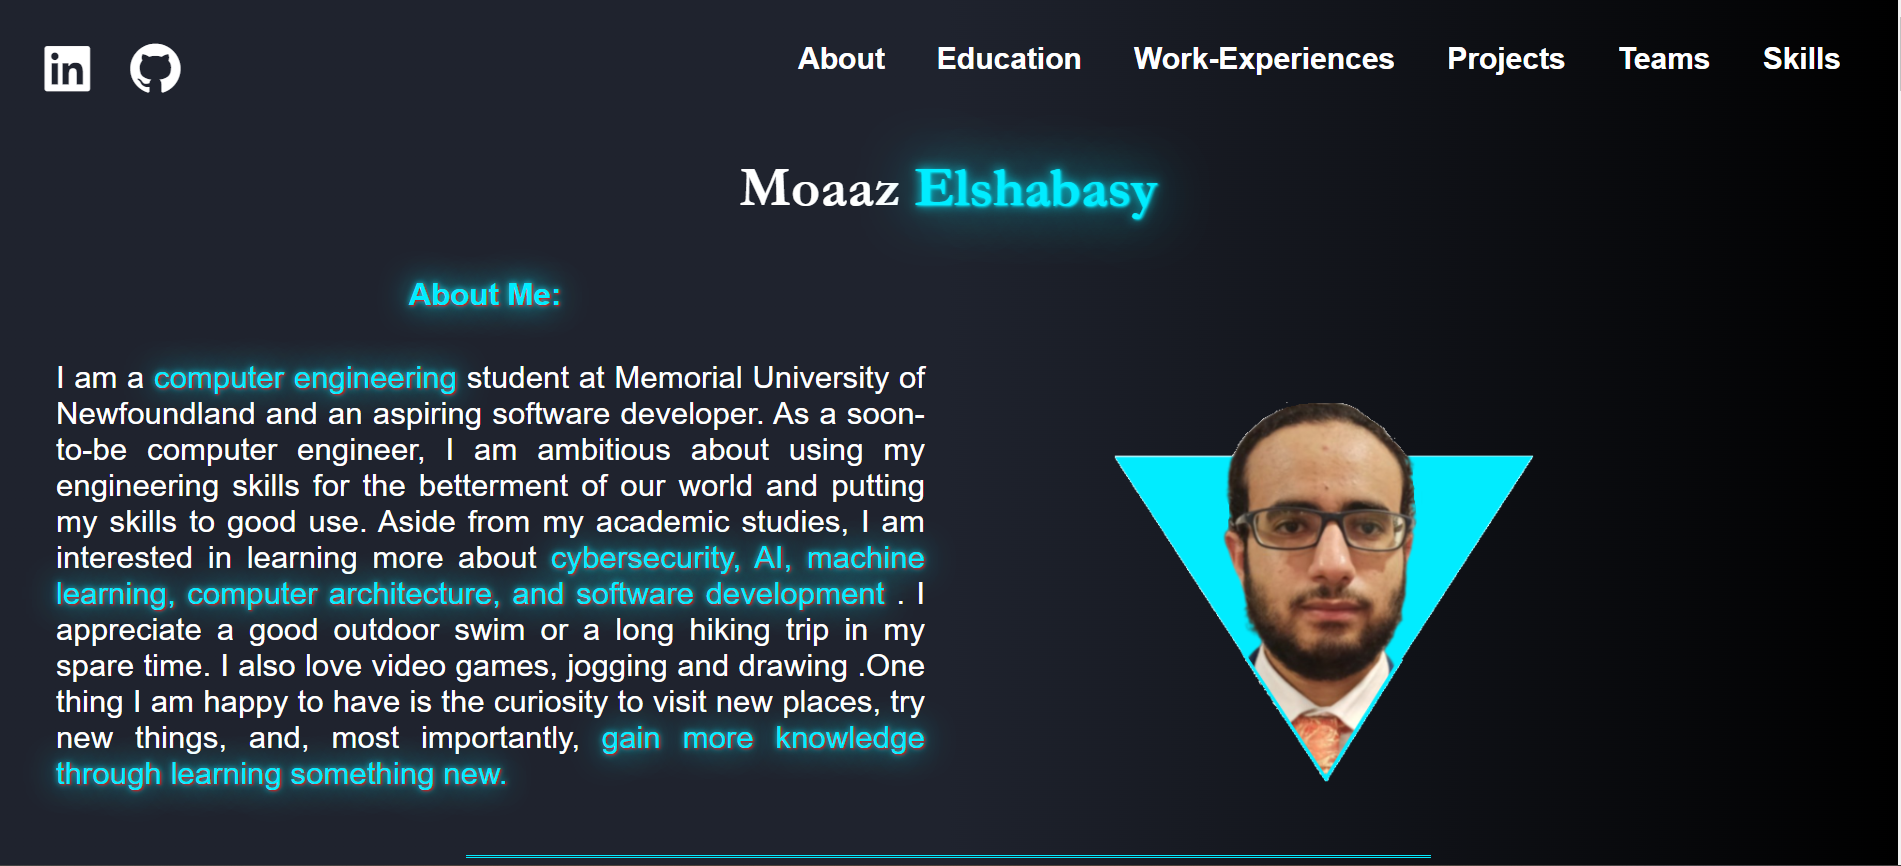 in
About Education Work-Experiences Projects Teams Skills
Moaaz Elshabasy
About Me:
I am a computer engineering student at Memorial University of
Newfoundland and an aspiring software developer. As a soon-
to-be computer engineer, I am ambitious about using my
engineering skills for the betterment of our world and putting
my skills to good use. Aside from my academic studies, I am
interested in learning more about cybersecurity, AI, machine
learning, computer architecture, and software development . I
appreciate a good outdoor swim or a long hiking trip in my
spare time. I also love video games, jogging and drawing .One
thing I am happy to have is the curiosity to visit new places, try
new things, and, most importantly, gain more knowledge
through learning something new.